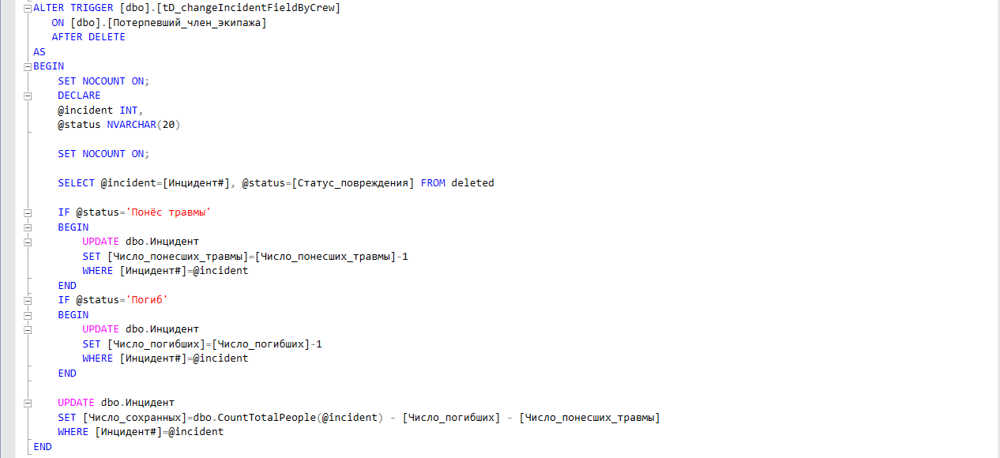 ALTER TRIGGER [dbo].[tD_changeIncidentFieldByCrew]
ON [dbo].[Потерпевший_член_экипажа]
AFTER DELETE
AS
BEGIN
SET NOCOUNT ON;
DECLARE
@incident INT,
@status NVARCHAR(20)
SET NOCOUNT ON;
SELECT @incident=[Инцидент#], @status=[Статус_повреждения] FROM deleted
IF @status='Понёс травмы'
BEGIN
UPDATE dbo.Инцидент
SET [Число_понесших_травмы]=[Число_понесших_травмы]-1
WHERE [Инцидент#]=@incident
END
IF @status='Погиб'
BEGIN
UPDATE dbo.Инцидент
SET [Число_погибших]=[Число_погибших]-1
WHERE [Инцидент#]=@incident
END
UPDATE dbo.Инцидент
SET [Число_сохранных]=dbo.CountTotalPeople(@incident) - [Число_погибших] - [Число_понесших_травмы]
WHERE [Инцидент#]=@incident
END